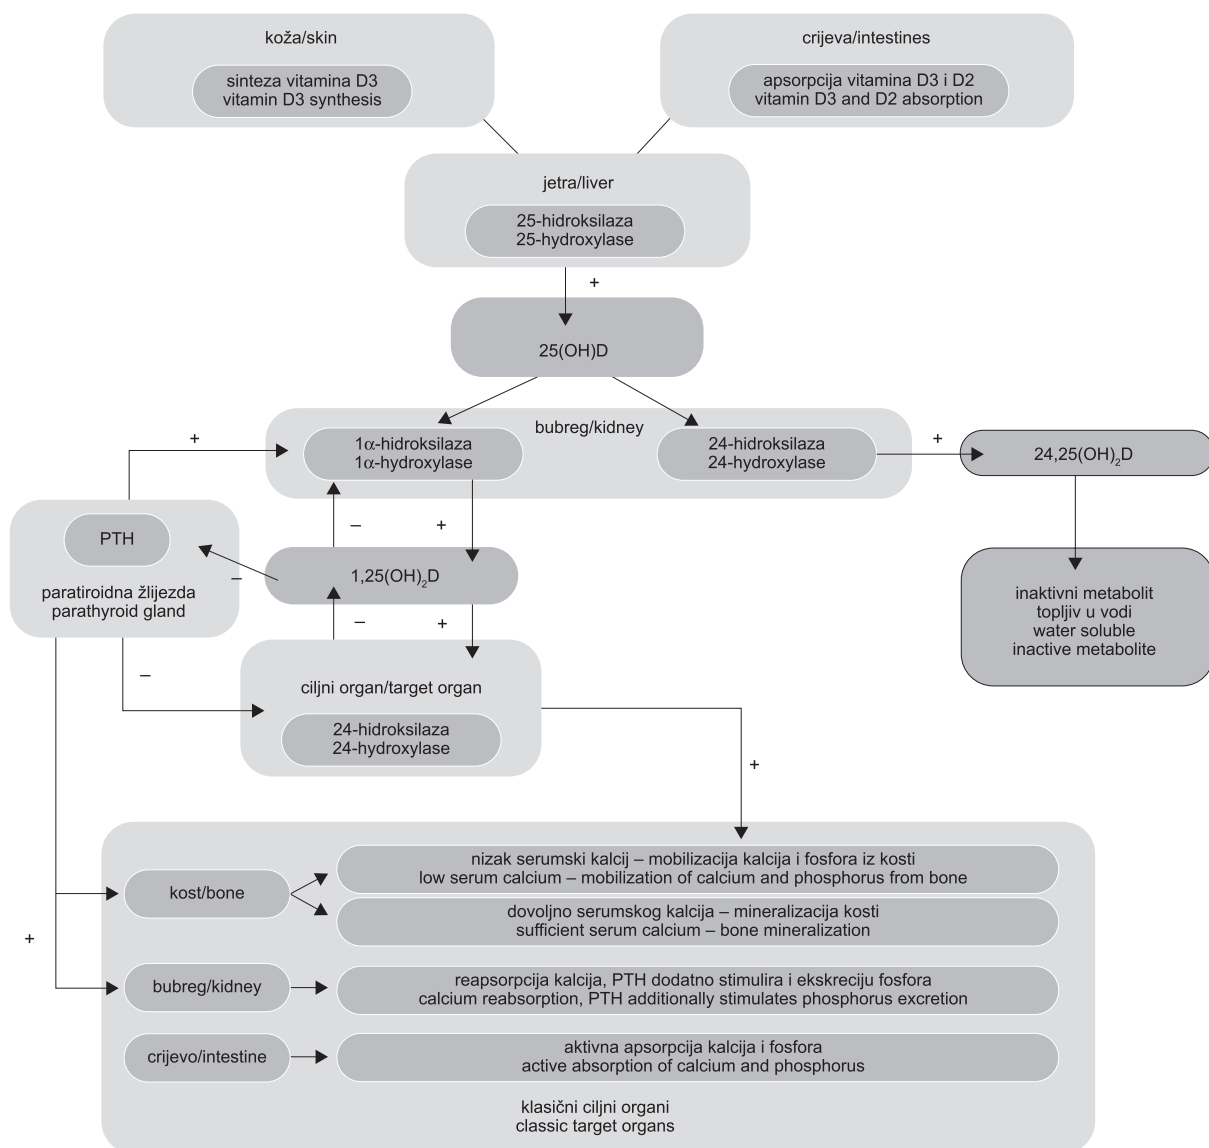 koža/skin
sinteza vitamina D3
vitamin D3 synthesis
crijeva/intestines
apsorpcija vitamina D3 i D2
vitamin D3 and D2 absorption
jetra/liver
25-hidroksilaza
25-hydroxylase
+
25(OH)D
bubreg/kidney
1α-hidroksilaza
1α-hydroxylase
24-hidroksilaza
24-hydroxylase
+
+
24,25(OH)₂D
inaktivni metabolit
topljiv u vodi
water soluble
inactive metabolite
PTH
paratiroidna žlijezda
parathyroid gland
–
+
–
1,25(OH)₂D
–
+
–
ciljni organ/target organ
24-hidroksilaza
24-hydroxylase
+
+
kost/bone
nizak serumski kalcij – mobilizacija kalcija i fosfora iz kosti
low serum calcium – mobilization of calcium and phosphorus from bone
dovoljno serumskog kalcija – mineralizacija kosti
sufficient serum calcium – bone mineralization
bubreg/kidney
reapsorpcija kalcija, PTH dodatno stimulira i ekskreciju fosfora
calcium reabsorption, PTH additionally stimulates phosphorus excretion
crijevo/intestine
aktivna apsorpcija kalcija i fosfora
active absorption of calcium and phosphorus
klasični ciljni organi
classic target organs